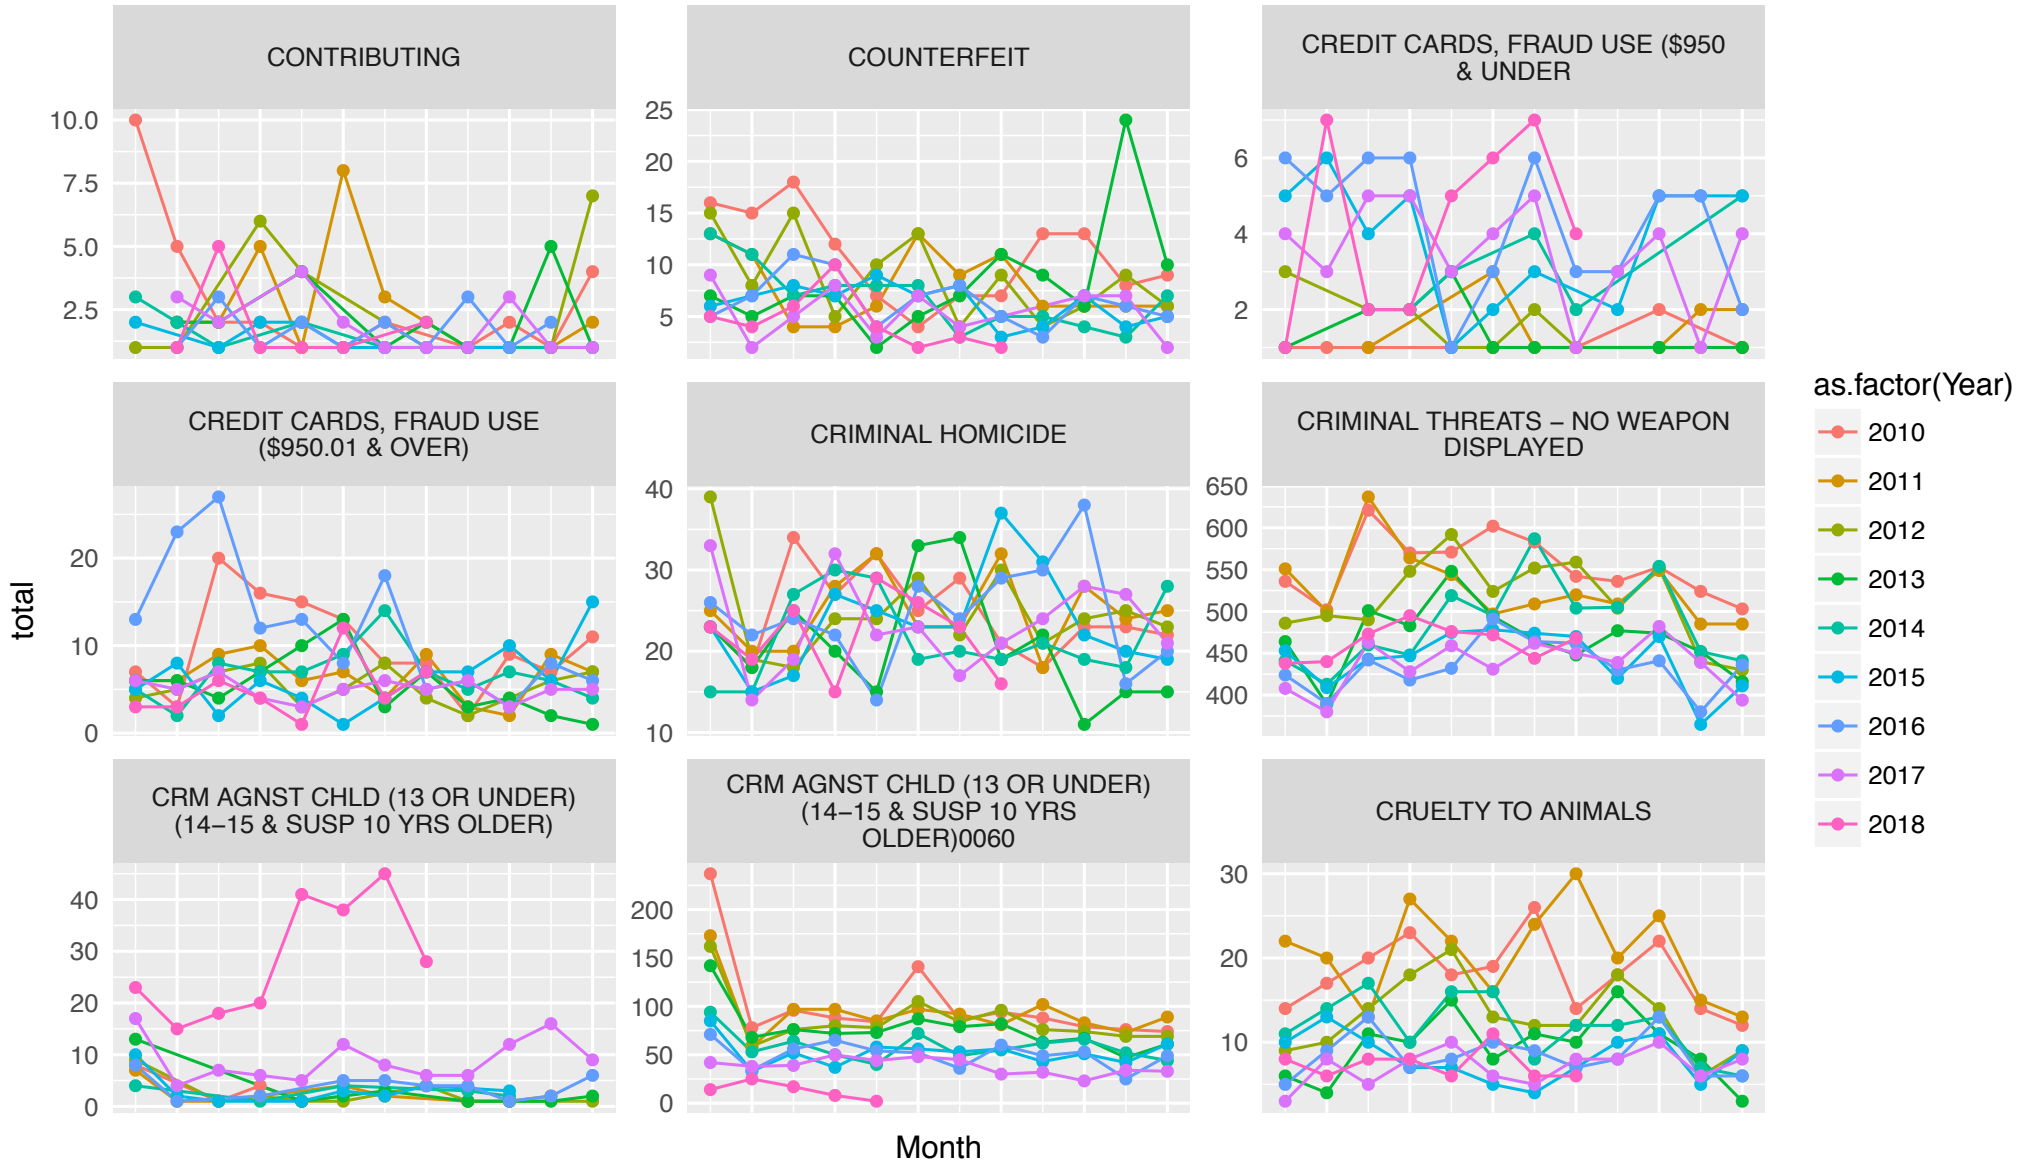 CONTRIBUTING
COUNTERFEIT
CREDIT CARDS, FRAUD USE ($950
& UNDER
10.0
7.5
5.0
2.5
25
20
15
10
5
6
4
2
CREDIT CARDS, FRAUD USE
($950.01 & OVER)
CRIMINAL HOMICIDE
CRIMINAL THREATS – NO WEAPON
DISPLAYED
20
10
0
40
30
20
10
650
600
550
500
450
400
CRM AGNST CHLD (13 OR UNDER)
(14–15 & SUSP 10 YRS OLDER)
CRM AGNST CHLD (13 OR UNDER)
(14–15 & SUSP 10 YRS
OLDER)0060
CRUELTY TO ANIMALS
40
30
20
10
0
200
150
100
50
0
30
20
10
total
Month
as.factor(Year)
2010
2011
2012
2013
2014
2015
2016
2017
2018